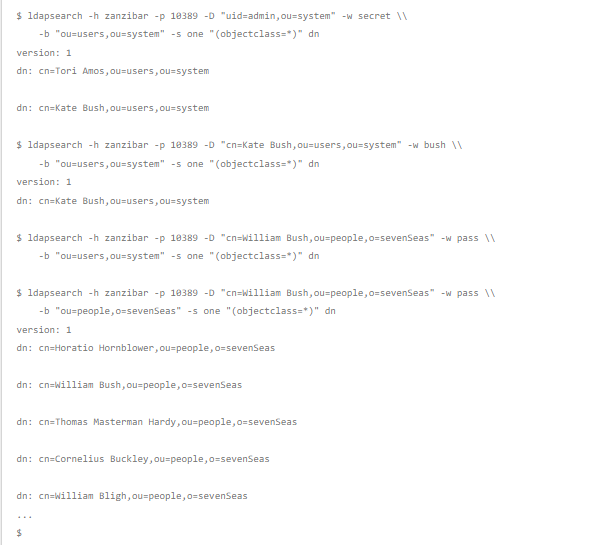 $ ldapsearch -h zanzibar -p 10389 -D "uid=admin,ou=system" -w secret \\
-b "ou=users,ou=system" -s one "(objectclass=*)" dn
version: 1
dn: cn=Tori Amos,ou=users,ou=system
dn: cn=Kate Bush,ou=users,ou=system
$ ldapsearch -h zanzibar -p 10389 -D "cn=Kate Bush,ou=users,ou=system" -w bush \\
-b "ou=users,ou=system" -s one "(objectclass=*)" dn
version: 1
dn: cn=Kate Bush,ou=users,ou=system
$ ldapsearch -h zanzibar -p 10389 -D "cn=William Bush,ou=people,o=sevenSeas" -w pass \\
-b "ou=users,ou=system" -s one "(objectclass=*)" dn
$ ldapsearch -h zanzibar -p 10389 -D "cn=William Bush,ou=people,o=sevenSeas" -w pass \\
-b "ou=people,o=sevenSeas" -s one "(objectclass=*)" dn
version: 1
dn: cn=Horatio Hornblower,ou=people,o=sevenSeas
dn: cn=William Bush,ou=people,o=sevenSeas
dn: cn=Thomas Masterman Hardy,ou=people,o=sevenSeas
dn: cn=Cornelius Buckley,ou=people,o=sevenSeas
dn: cn=William Bligh,ou=people,o=sevenSeas
...
$